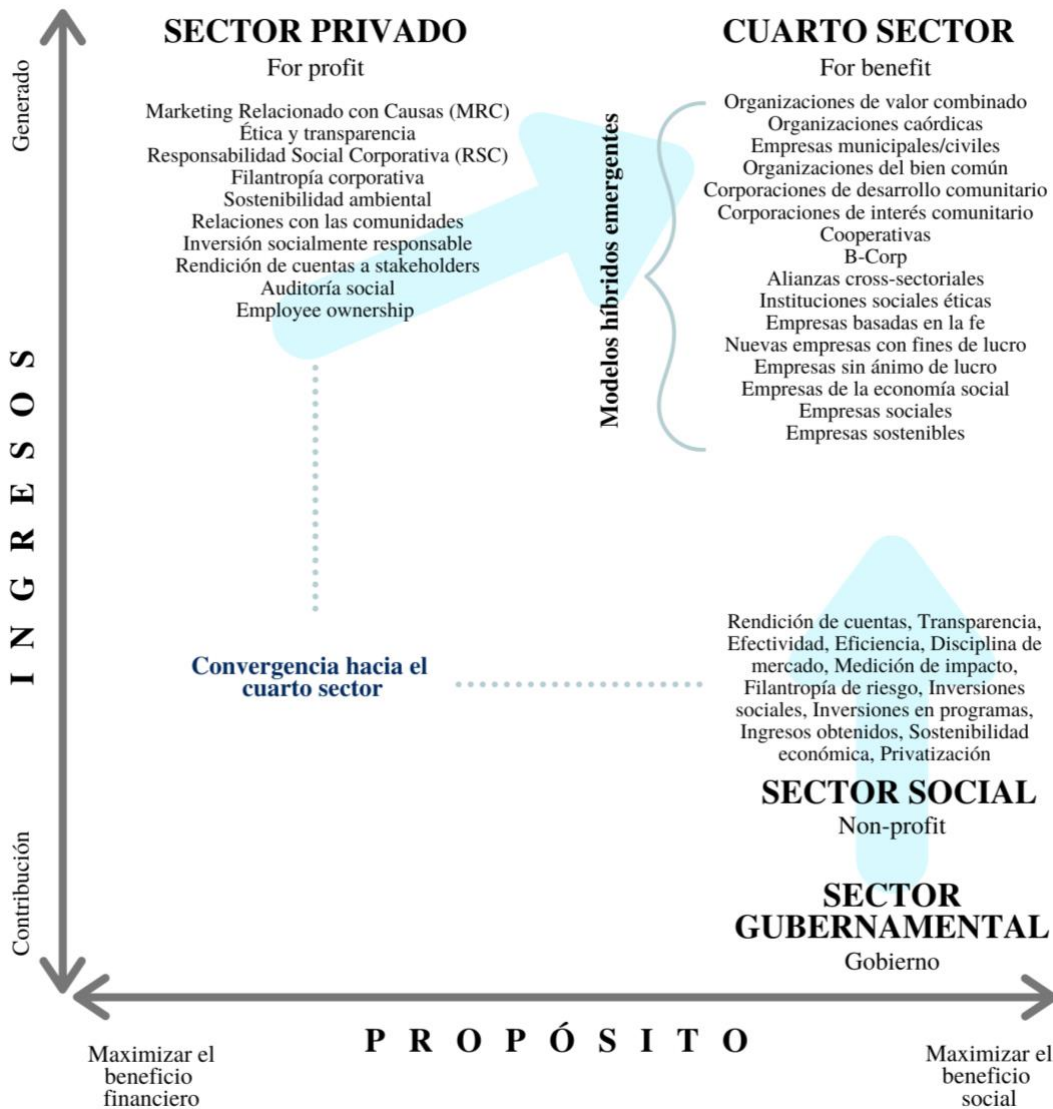 SECTOR PRIVADO
For profit
Marketing Relacionado con Causas (MRC)
Ética y transparencia
Responsabilidad Social Corporativa (RSC)
Filantropía corporativa
Sostenibilidad ambiental
Relaciones con las comunidades
Inversión socialmente responsable
Rendición de cuentas a stakeholders
Auditoría social
Employee ownership
CUARTO SECTOR
For benefit
Modelos híbridos emergentes
Organizaciones de valor combinado
Organizaciones caórdicas
Empresas municipales/civiles
Organizaciones del bien común
Corporaciones de desarrollo comunitario
Corporaciones de interés comunitario
Cooperativas
B-Corp
Alianzas cross-sectoriales
Instituciones sociales éticas
Empresas basadas en la fe
Nuevas empresas con fines de lucro
Empresas sin ánimo de lucro
Empresas de la economía social
Empresas sociales
Empresas sostenibles
Generado
INGRESOS
Contribución
Convergencia hacia el
cuarto sector
Rendición de cuentas, Transparencia,
Efectividad, Eficiencia, Disciplina de
mercado, Medición de impacto,
Filantropía de riesgo, Inversiones
sociales, Inversiones en programas,
Ingresos obtenidos, Sostenibilidad
económica, Privatización
SECTOR SOCIAL
Non-profit
SECTOR
GUBERNAMENTAL
Gobierno
PROPÓSITO
Maximizar el
beneficio
financiero
Maximizar el
beneficio
social